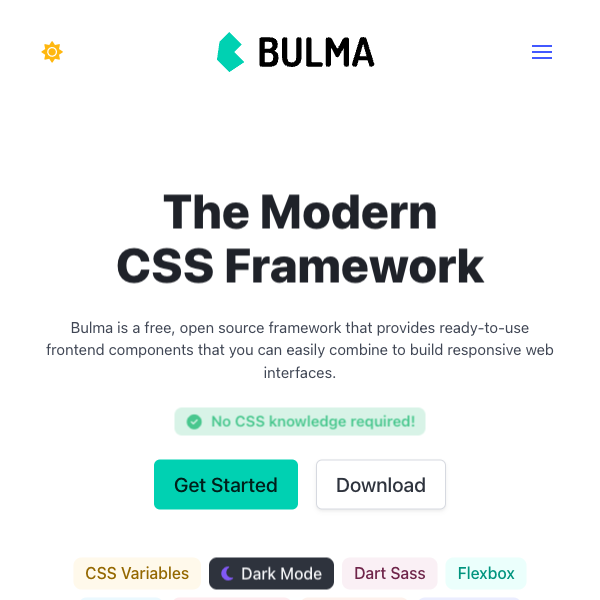 BULMA
The Modern
CSS Framework
Bulma is a free, open source framework that provides ready-to-use
frontend components that you can easily combine to build responsive web
interfaces.
No CSS knowledge required!
Get Started Download
CSS Variables Dark Mode Dart Sass Flexbox